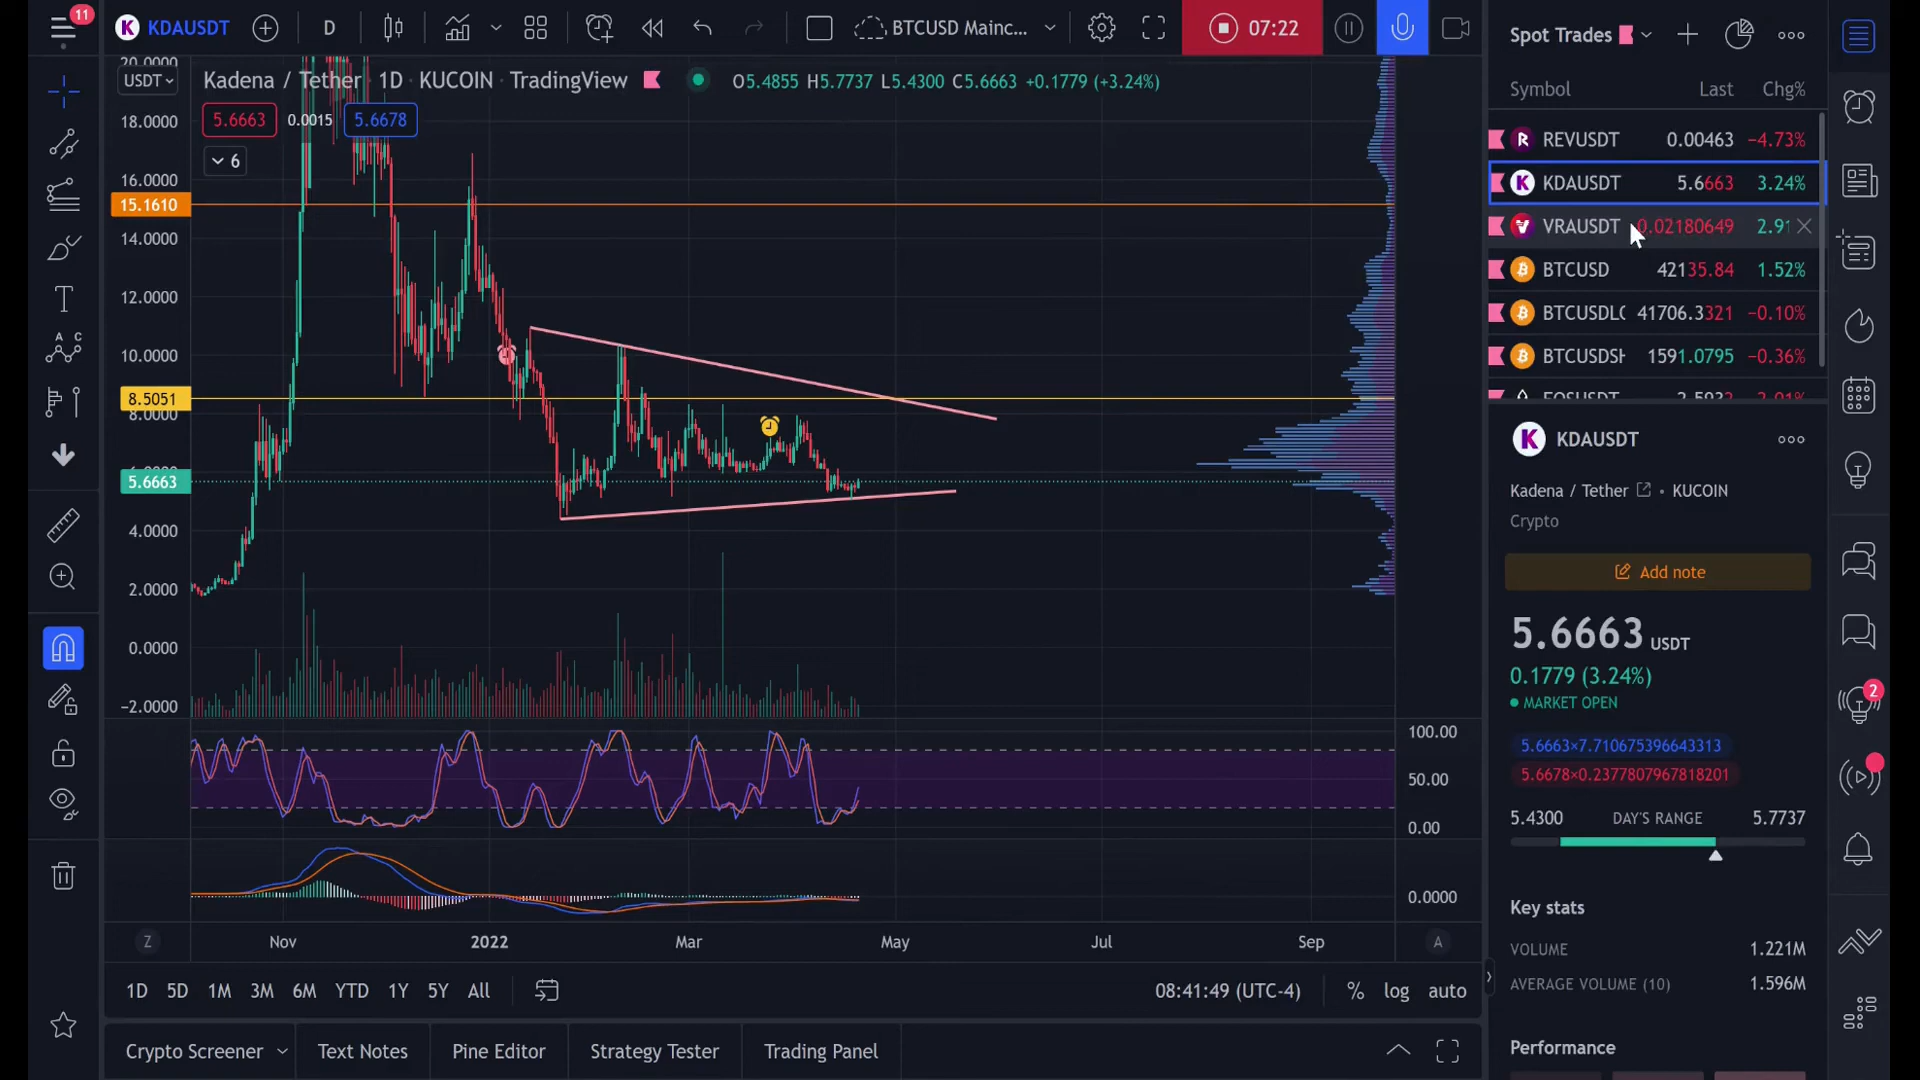 11
KDAUSDT
D
BTCUSD Mainc...
07:22
Spot Trades
USDT
Kadena / Tether · 1D · KUCOIN · TradingView
O5.4855 H5.7737 L5.4300 C5.6663 +0.1779 (+3.24%)
5.6663 0.0015 5.6678
6
20.0000
18.0000
16.0000
15.1610
14.0000
12.0000
10.0000
8.5051
8.0000
5.6663
4.0000
2.0000
0.0000
−2.0000
100.00
50.00
0.00
0.0000
Z
Nov
2022
Mar
May
Jul
Sep
A
1D 5D 1M 3M 6M YTD 1Y 5Y All
08:41:49 (UTC-4)
% log auto
Crypto Screener
Text Notes
Pine Editor
Strategy Tester
Trading Panel
Symbol Last Chg%
REVUSDT 0.00463 −4.73%
KDAUSDT 5.6663 3.24%
VRAUSDT 0.02180649 2.91
BTCUSD 42135.84 1.52%
BTCUSDLO 41706.3321 −0.10%
BTCUSDSH 1591.0795 −0.36%
KDAUSDT
Kadena / Tether • KUCOIN
Crypto
Add note
5.6663 USDT
0.1779 (3.24%)
MARKET OPEN
5.6663×7.710675396643313
5.6678×0.2377807967818201
5.4300 DAY'S RANGE 5.7737
Key stats
VOLUME 1.221M
AVERAGE VOLUME (10) 1.596M
Performance
2